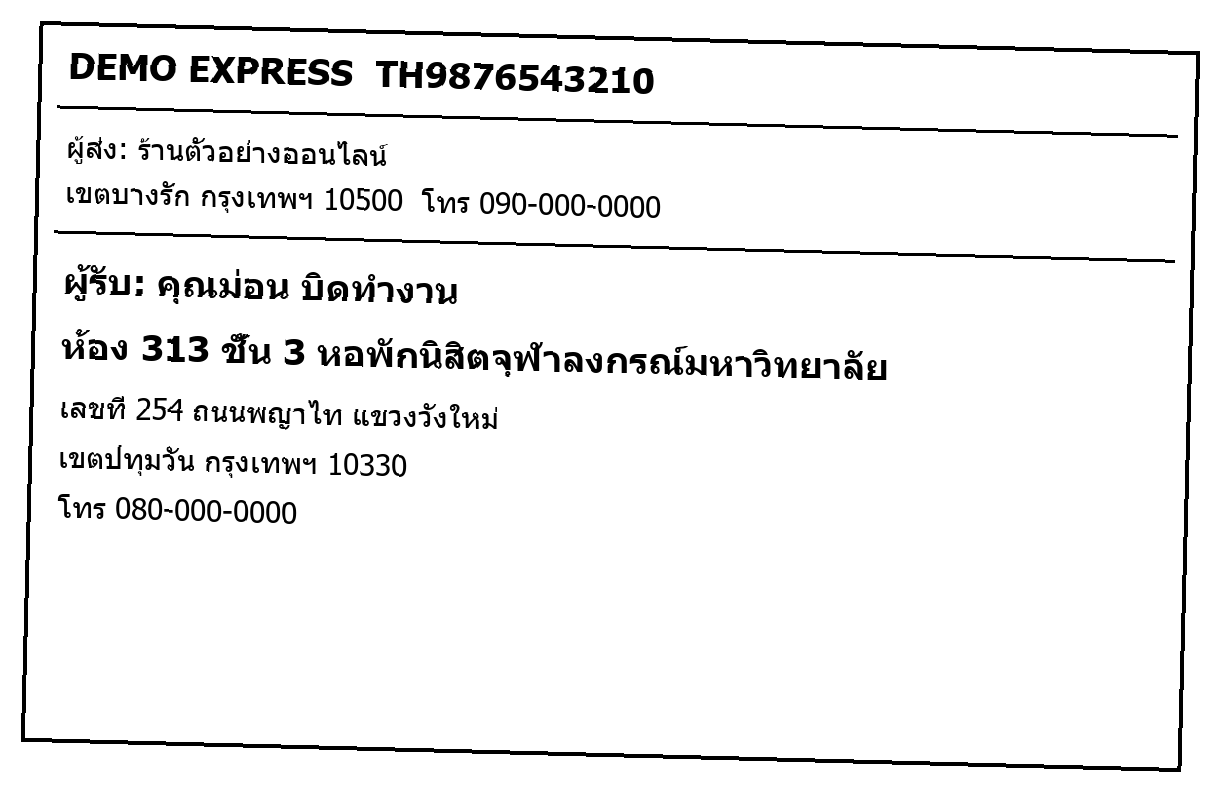 DEMO EXPRESS TH9876543210
ผู้ส่ง: ร้านตัวอย่างออนไลน์
เขตบางรัก กรุงเทพฯ 10500 โทร 090-000-0000
ผู้รับ: คุณม่อน บิดทำงาน
ห้อง 313 ชั้น 3 หอพักนิสิตจุฬาลงกรณ์มหาวิทยาลัย
เลขที่ 254 ถนนพญาไท แขวงวังใหม่
เขตปทุมวัน กรุงเทพฯ 10330
โทร 080-000-0000